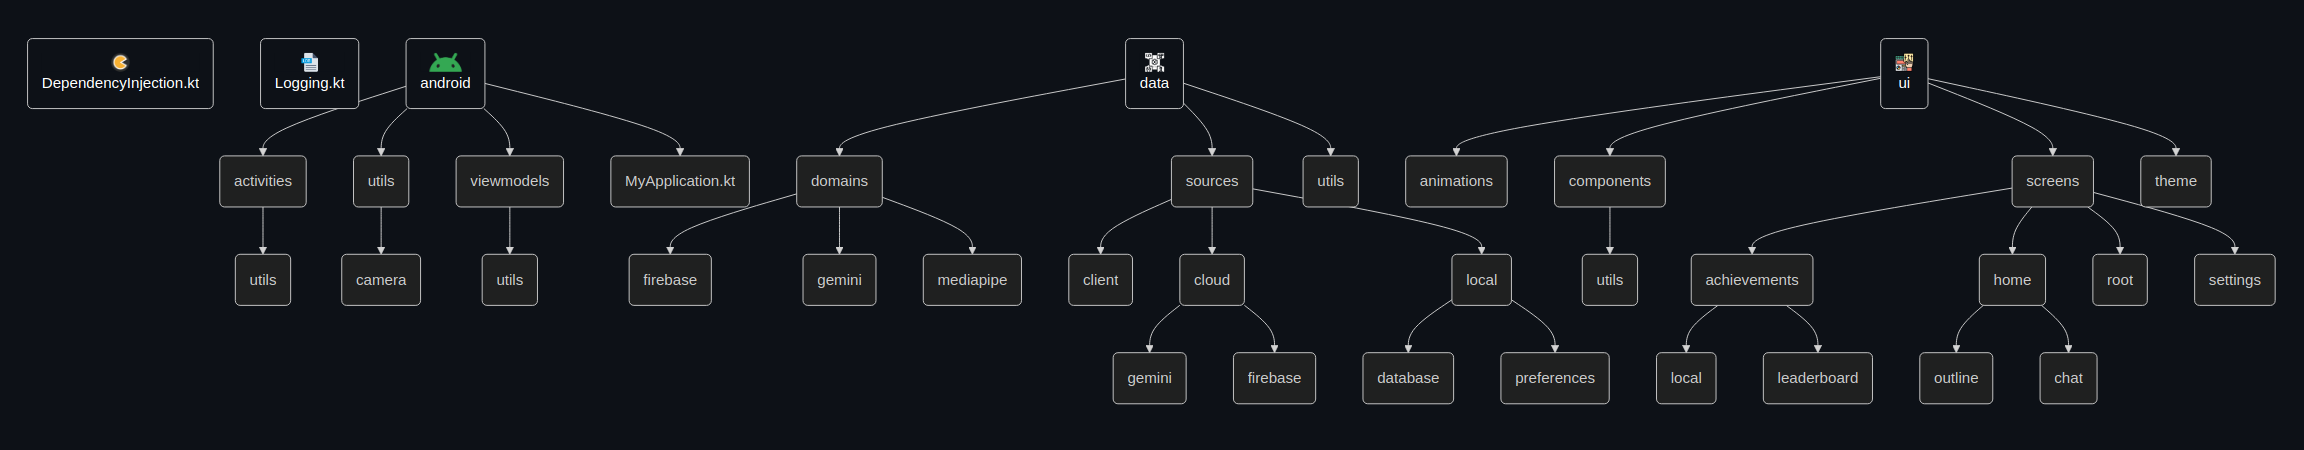 DependencyInjection.kt
Logging.kt
android
data
ui
activities
utils
viewmodels
MyApplication.kt
domains
sources
utils
animations
components
screens
theme
utils
camera
utils
firebase
gemini
mediapipe
client
cloud
local
utils
achievements
home
root
settings
gemini
firebase
database
preferences
local
leaderboard
outline
chat